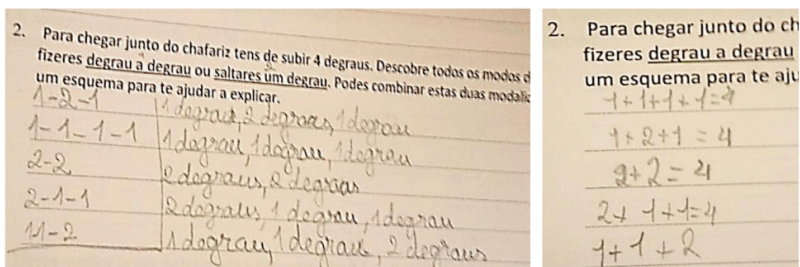 2. Para chegar junto do chafariz tens de subir 4 degraus. Descobre todos os modos d
fizeres degrau a degrau ou saltares um degrau. Podes combinar estas duas modalid
um esquema para te ajudar a explicar.
1-2-1 1 degrau, 2 degraus, 1 degrau
1-1-1-1 1 degrau, 1 degrau, 1 degrau
2-2 2 degraus, 2 degraus
2-1-1 2 degraus, 1 degrau, 1 degrau
11-2 1 degrau, 1 degrau, 2 degraus
2. Para chegar junto do ch
fizeres degrau a degrau
um esquema para te aju
1+1+1+1=4
1+2+1=4
2+2=4
2+1+1=4
1+1+2